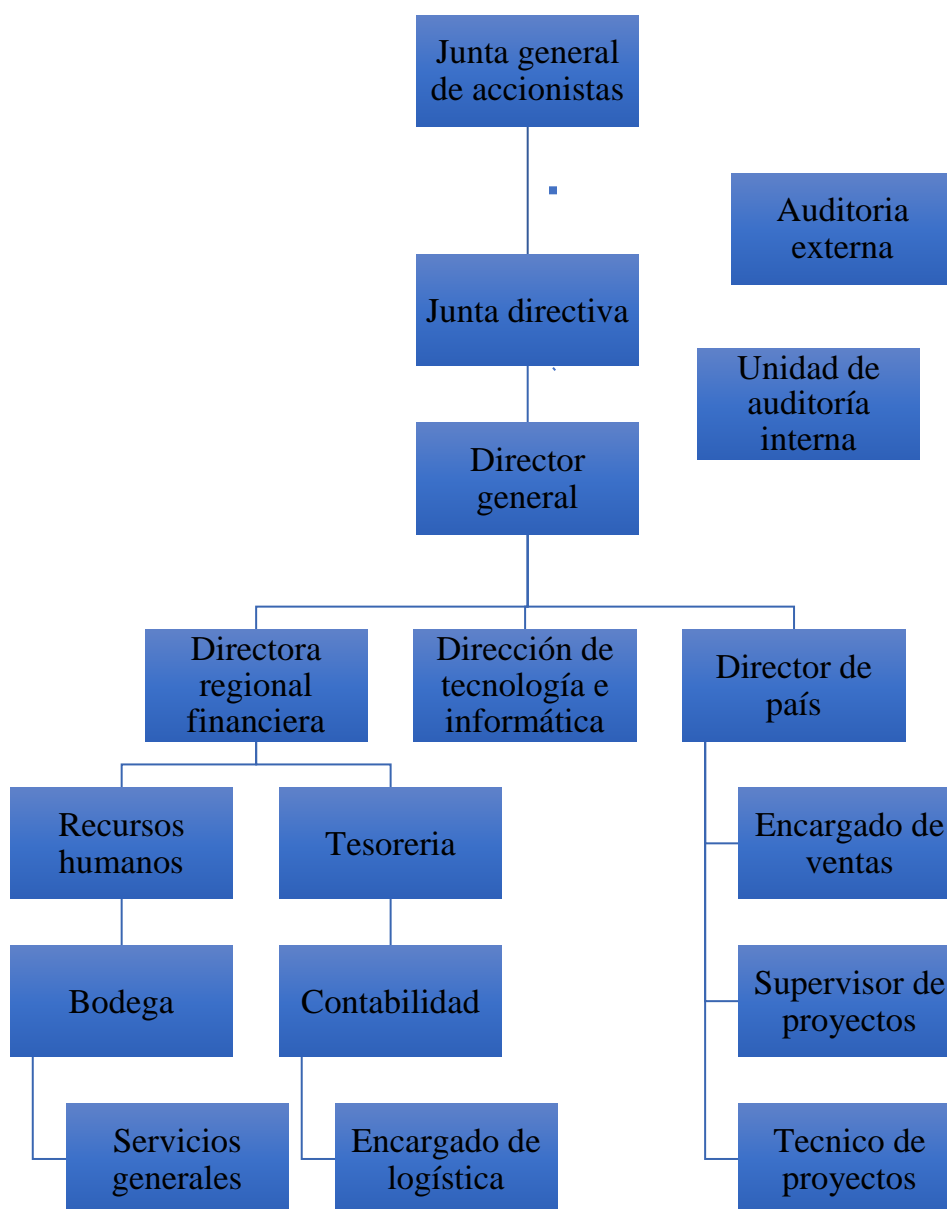 Junta general
de accionistas
Auditoria
externa
Junta directiva
Unidad de
auditoría
interna
Director
general
Directora
regional
financiera
Dirección de
tecnología e
informática
Director de
país
Recursos
humanos
Tesoreria
Encargado de
ventas
Bodega
Contabilidad
Supervisor de
proyectos
Servicios
generales
Encargado de
logística
Tecnico de
proyectos